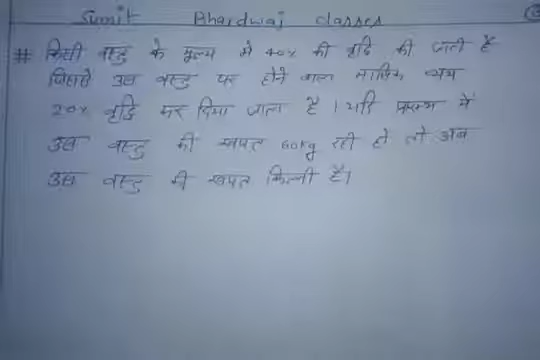 Sumit Bhardwaj classes
# किसी वस्तु के मूल्य मे 40% की वृद्धि की जाती है
जिससे उस वस्तु पर होने वाला मासिक व्यय
20% वृद्धि कर दिया जाता है । यदि प्रारम्भ में
उस वस्तु की खपत 60kg रही हो तो अब
उस वस्तु की खपत कितनी है।